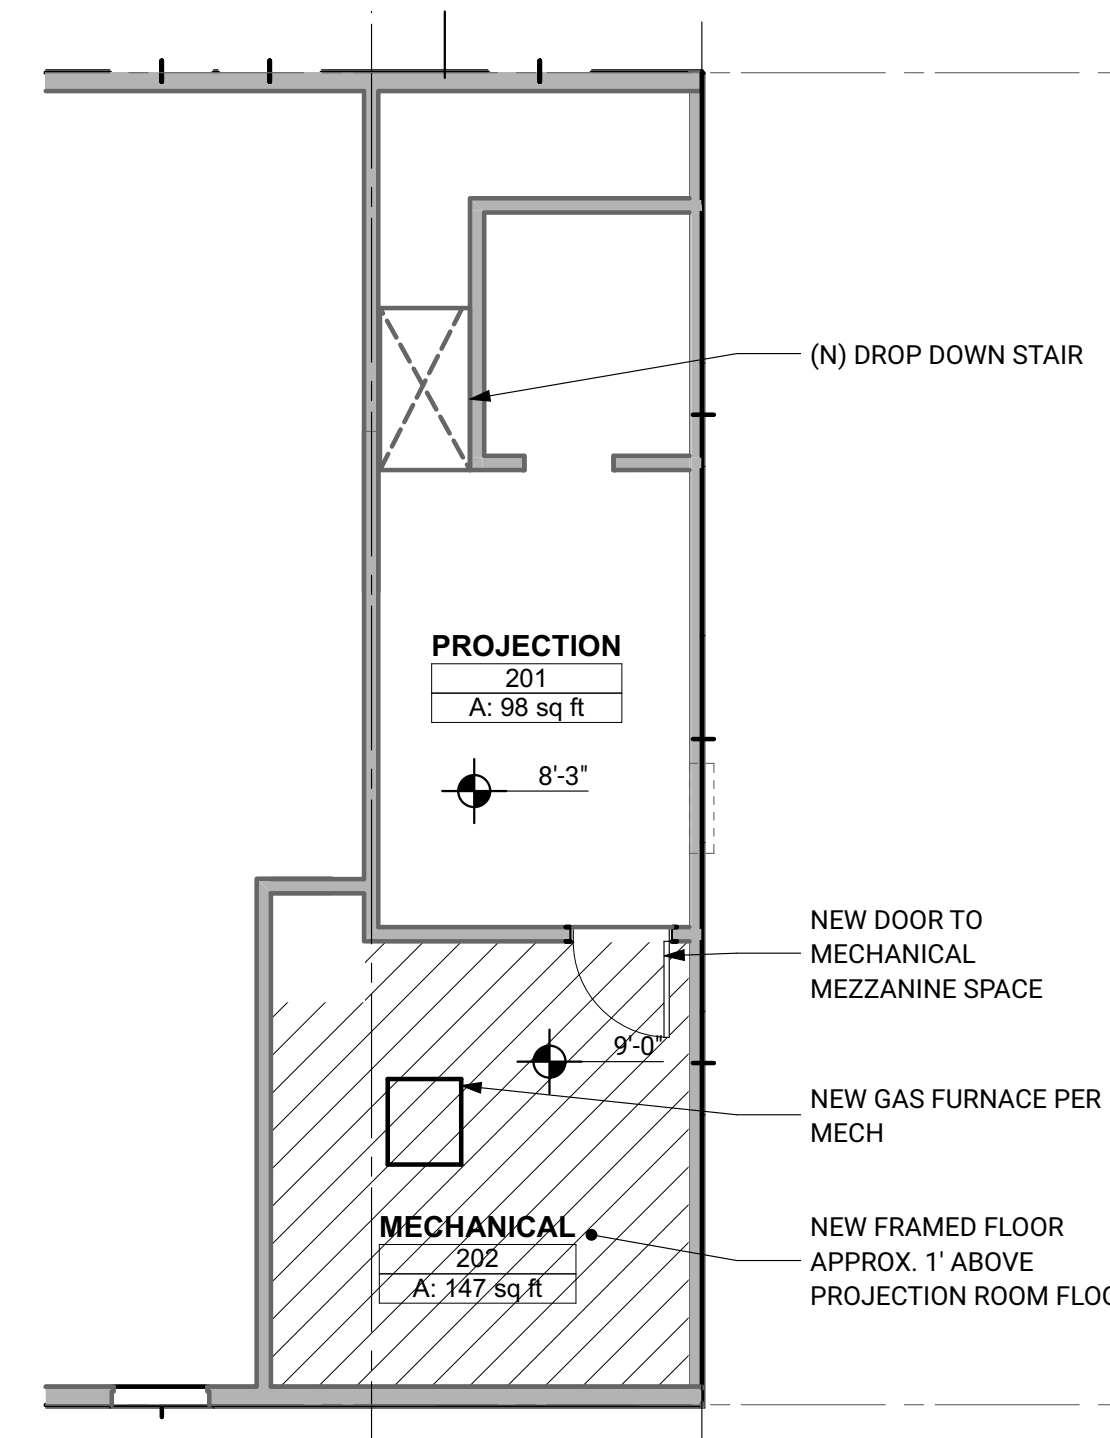 (N) DROP DOWN STAIR
PROJECTION
201
A: 98 sq ft
8'-3"
NEW DOOR TO
MECHANICAL
MEZZANINE SPACE
9'-0"
NEW GAS FURNACE PER
MECH
MECHANICAL
202
A: 147 sq ft
NEW FRAMED FLOOR
APPROX. 1' ABOVE
PROJECTION ROOM